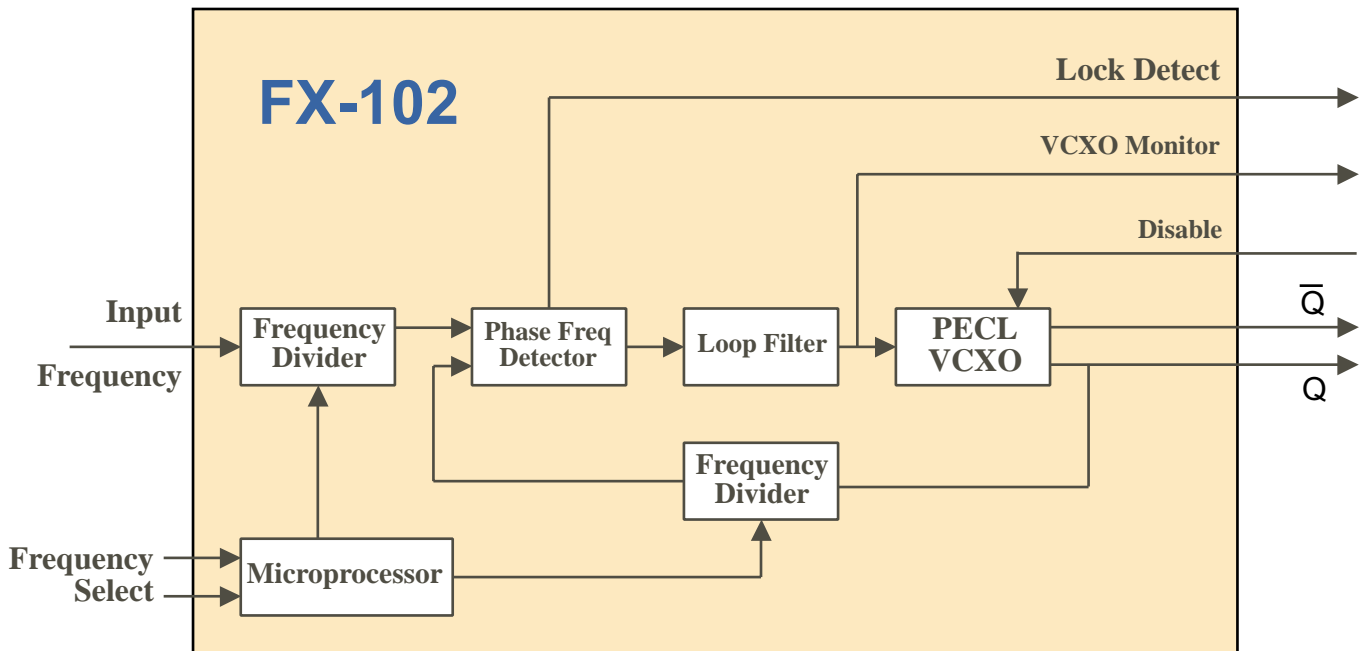 FX-102
Lock Detect
VCXO Monitor
Disable
Input
Frequency
Frequency
Divider
Phase Freq
Detector
Loop Filter
PECL
VCXO
Q̅
Q
Frequency
Divider
Frequency
Select
Microprocessor